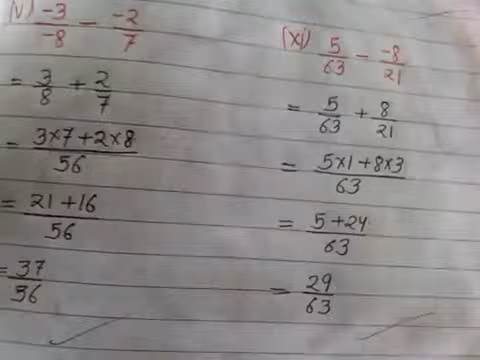 V) -3/-8 - -2/7
= 3/8 + 2/7
= 3×7+2×8/56
= 21+16/56
= 37/56
(XI) 5/63 - -8/21
= 5/63 + 8/21
= 5×1+8×3/63
= 5+24/63
= 29/63